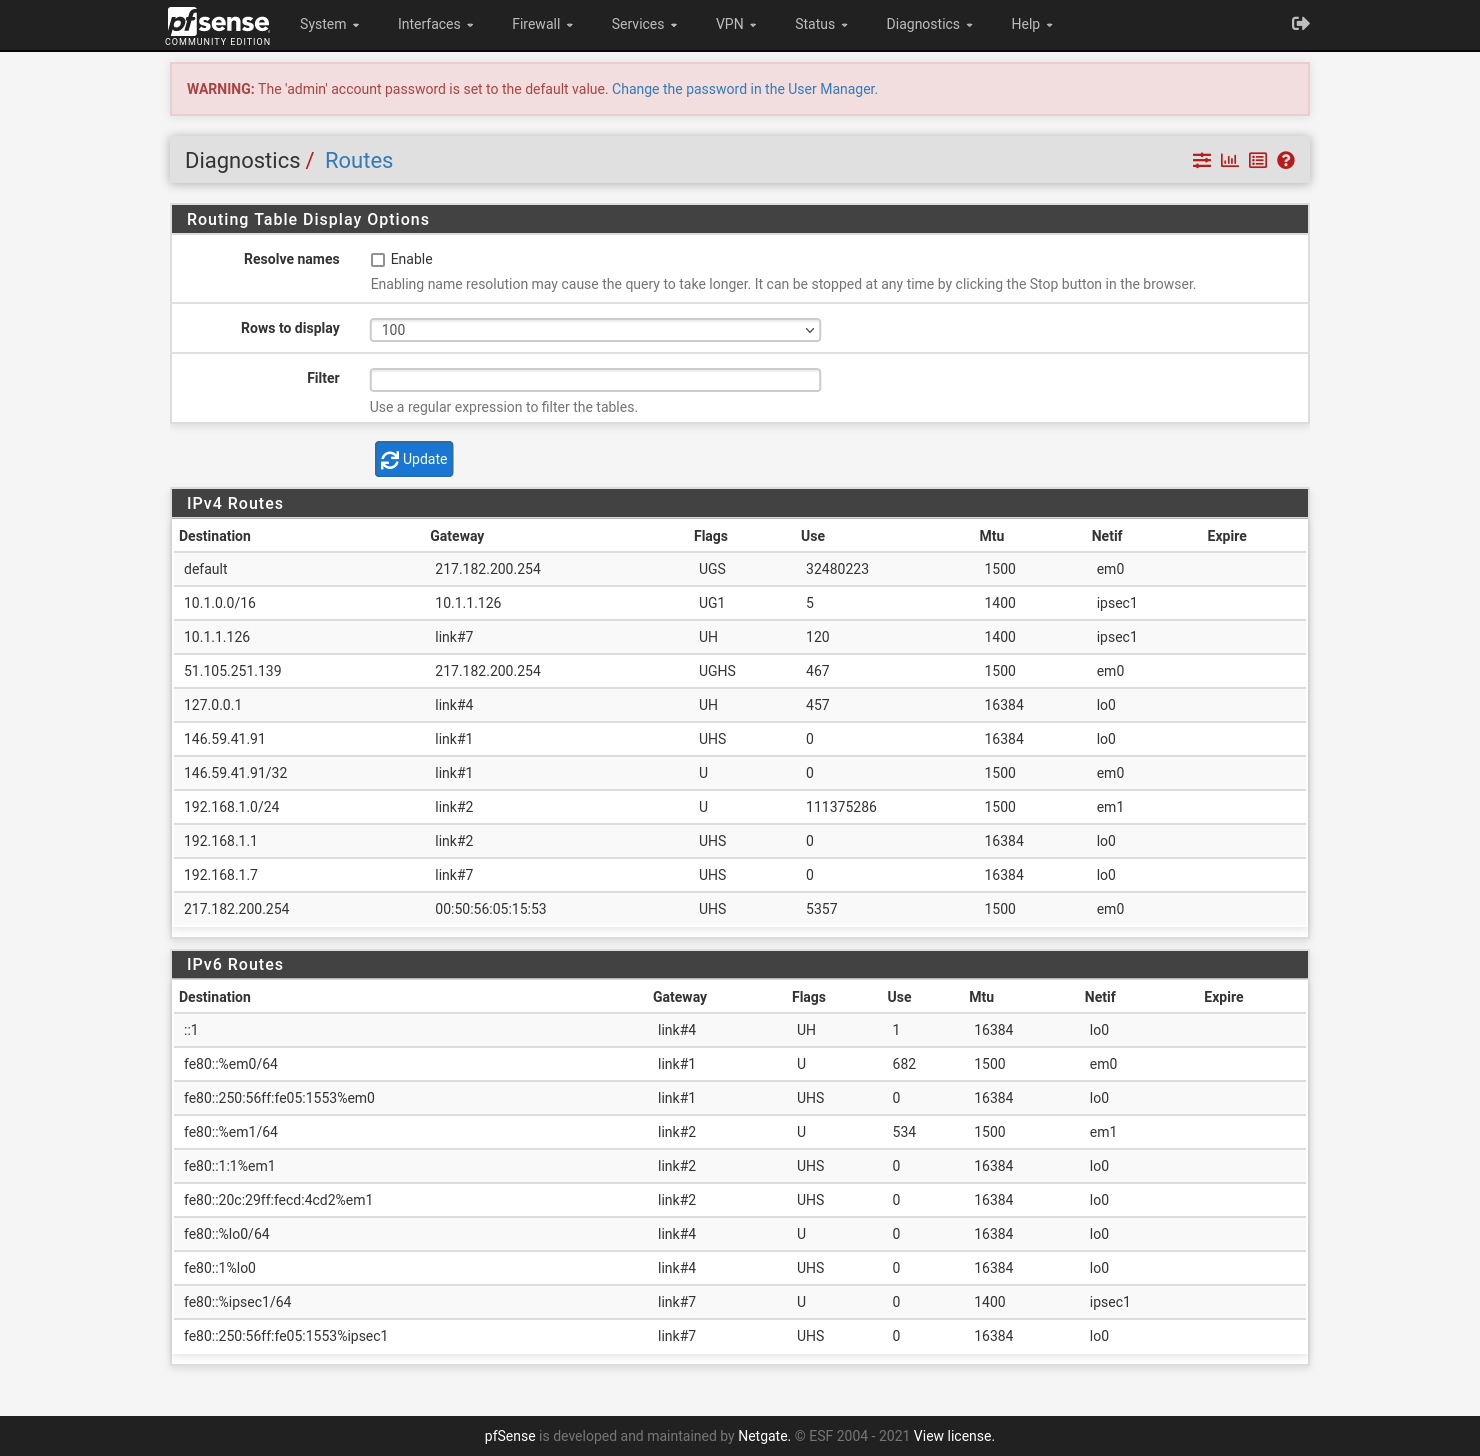 pfsense System Interfaces Firewall Services VPN Status Diagnostics Help
COMMUNITY EDITION
WARNING: The 'admin' account password is set to the default value. Change the password in the User Manager.
Diagnostics / Routes
Routing Table Display Options
Resolve names Enable
Enabling name resolution may cause the query to take longer. It can be stopped at any time by clicking the Stop button in the browser.
Rows to display 100
Filter
Use a regular expression to filter the tables.
Update
IPv4 Routes
Destination Gateway Flags Use Mtu Netif Expire
default 217.182.200.254 UGS 32480223 1500 em0
10.1.0.0/16 10.1.1.126 UG1 5 1400 ipsec1
10.1.1.126 link#7 UH 120 1400 ipsec1
51.105.251.139 217.182.200.254 UGHS 467 1500 em0
127.0.0.1 link#4 UH 457 16384 lo0
146.59.41.91 link#1 UHS 0 16384 lo0
146.59.41.91/32 link#1 U 0 1500 em0
192.168.1.0/24 link#2 U 111375286 1500 em1
192.168.1.1 link#2 UHS 0 16384 lo0
192.168.1.7 link#7 UHS 0 16384 lo0
217.182.200.254 00:50:56:05:15:53 UHS 5357 1500 em0
IPv6 Routes
Destination Gateway Flags Use Mtu Netif Expire
::1 link#4 UH 1 16384 lo0
fe80::%em0/64 link#1 U 682 1500 em0
fe80::250:56ff:fe05:1553%em0 link#1 UHS 0 16384 lo0
fe80::%em1/64 link#2 U 534 1500 em1
fe80::1:1%em1 link#2 UHS 0 16384 lo0
fe80::20c:29ff:fecd:4cd2%em1 link#2 UHS 0 16384 lo0
fe80::%lo0/64 link#4 U 0 16384 lo0
fe80::1%lo0 link#4 UHS 0 16384 lo0
fe80::%ipsec1/64 link#7 U 0 1400 ipsec1
fe80::250:56ff:fe05:1553%ipsec1 link#7 UHS 0 16384 lo0
pfSense is developed and maintained by Netgate. © ESF 2004 - 2021 View license.